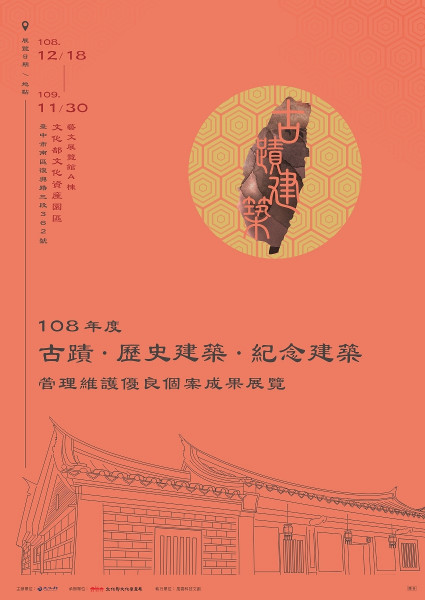 展覽日期／地點
108.
12/18
109.
11/30
藝文展覽館A棟
文化部文化資產園區
臺中市南區復興路三段362號
古蹟建築
108年度
古蹟·歷史建築·紀念建築
管理維護優良個案成果展覽